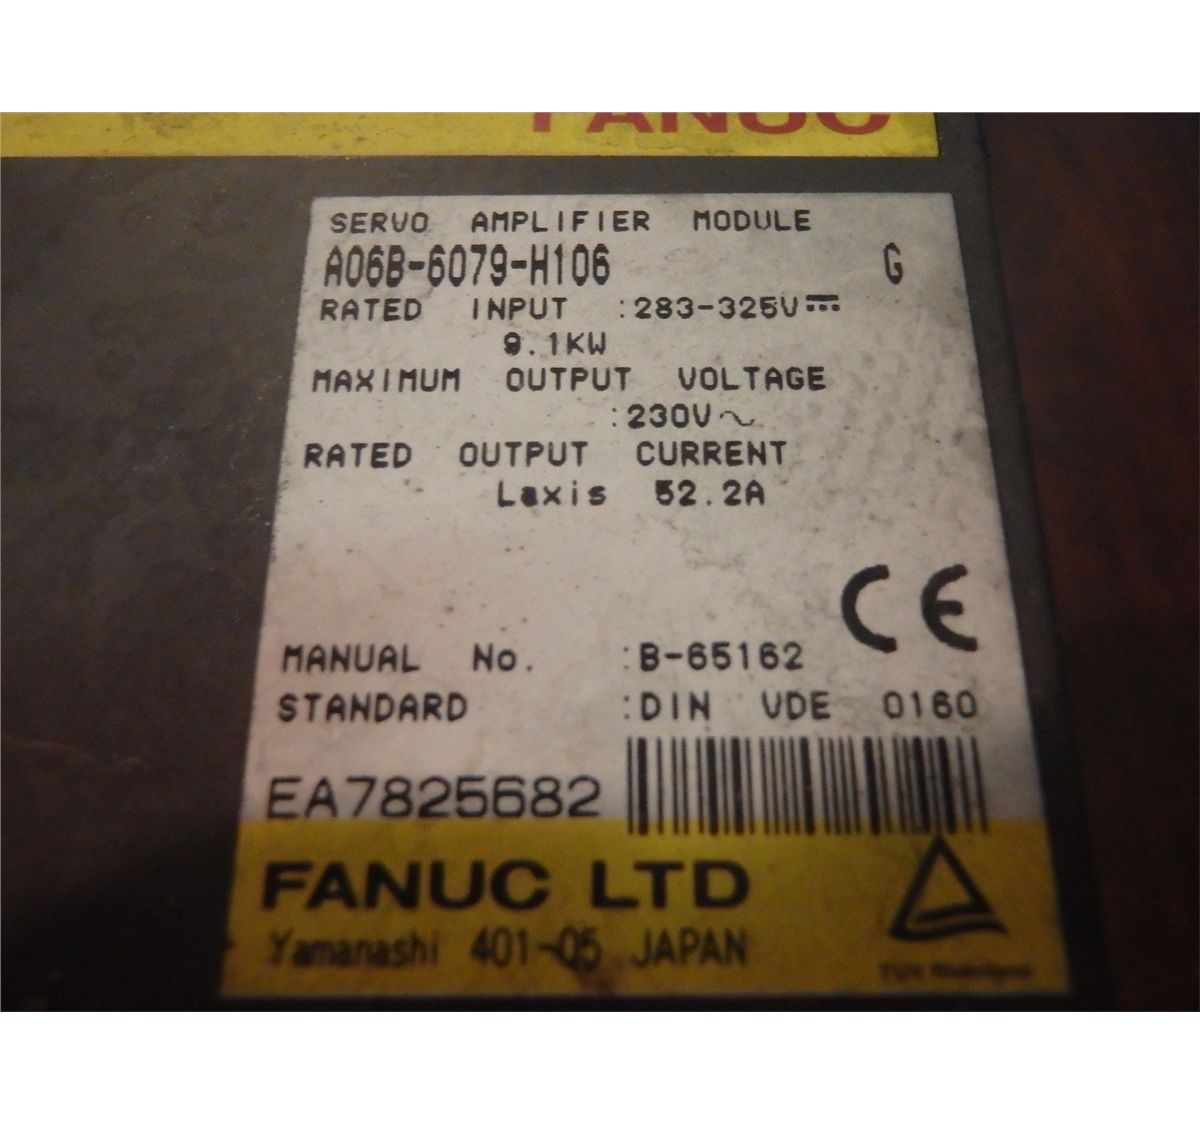 FANUC
SERVO AMPLIFIER MODULE
A06B-6079-H106 G
RATED INPUT :283-325V⎓
9.1KW
MAXIMUM OUTPUT VOLTAGE
:230V～
RATED OUTPUT CURRENT
Laxis 52.2A
CE
MANUAL No. :B-65162
STANDARD :DIN VDE 0160
EA7825682
FANUC LTD
Yamanashi 401-05 JAPAN
TÜV Rheinland